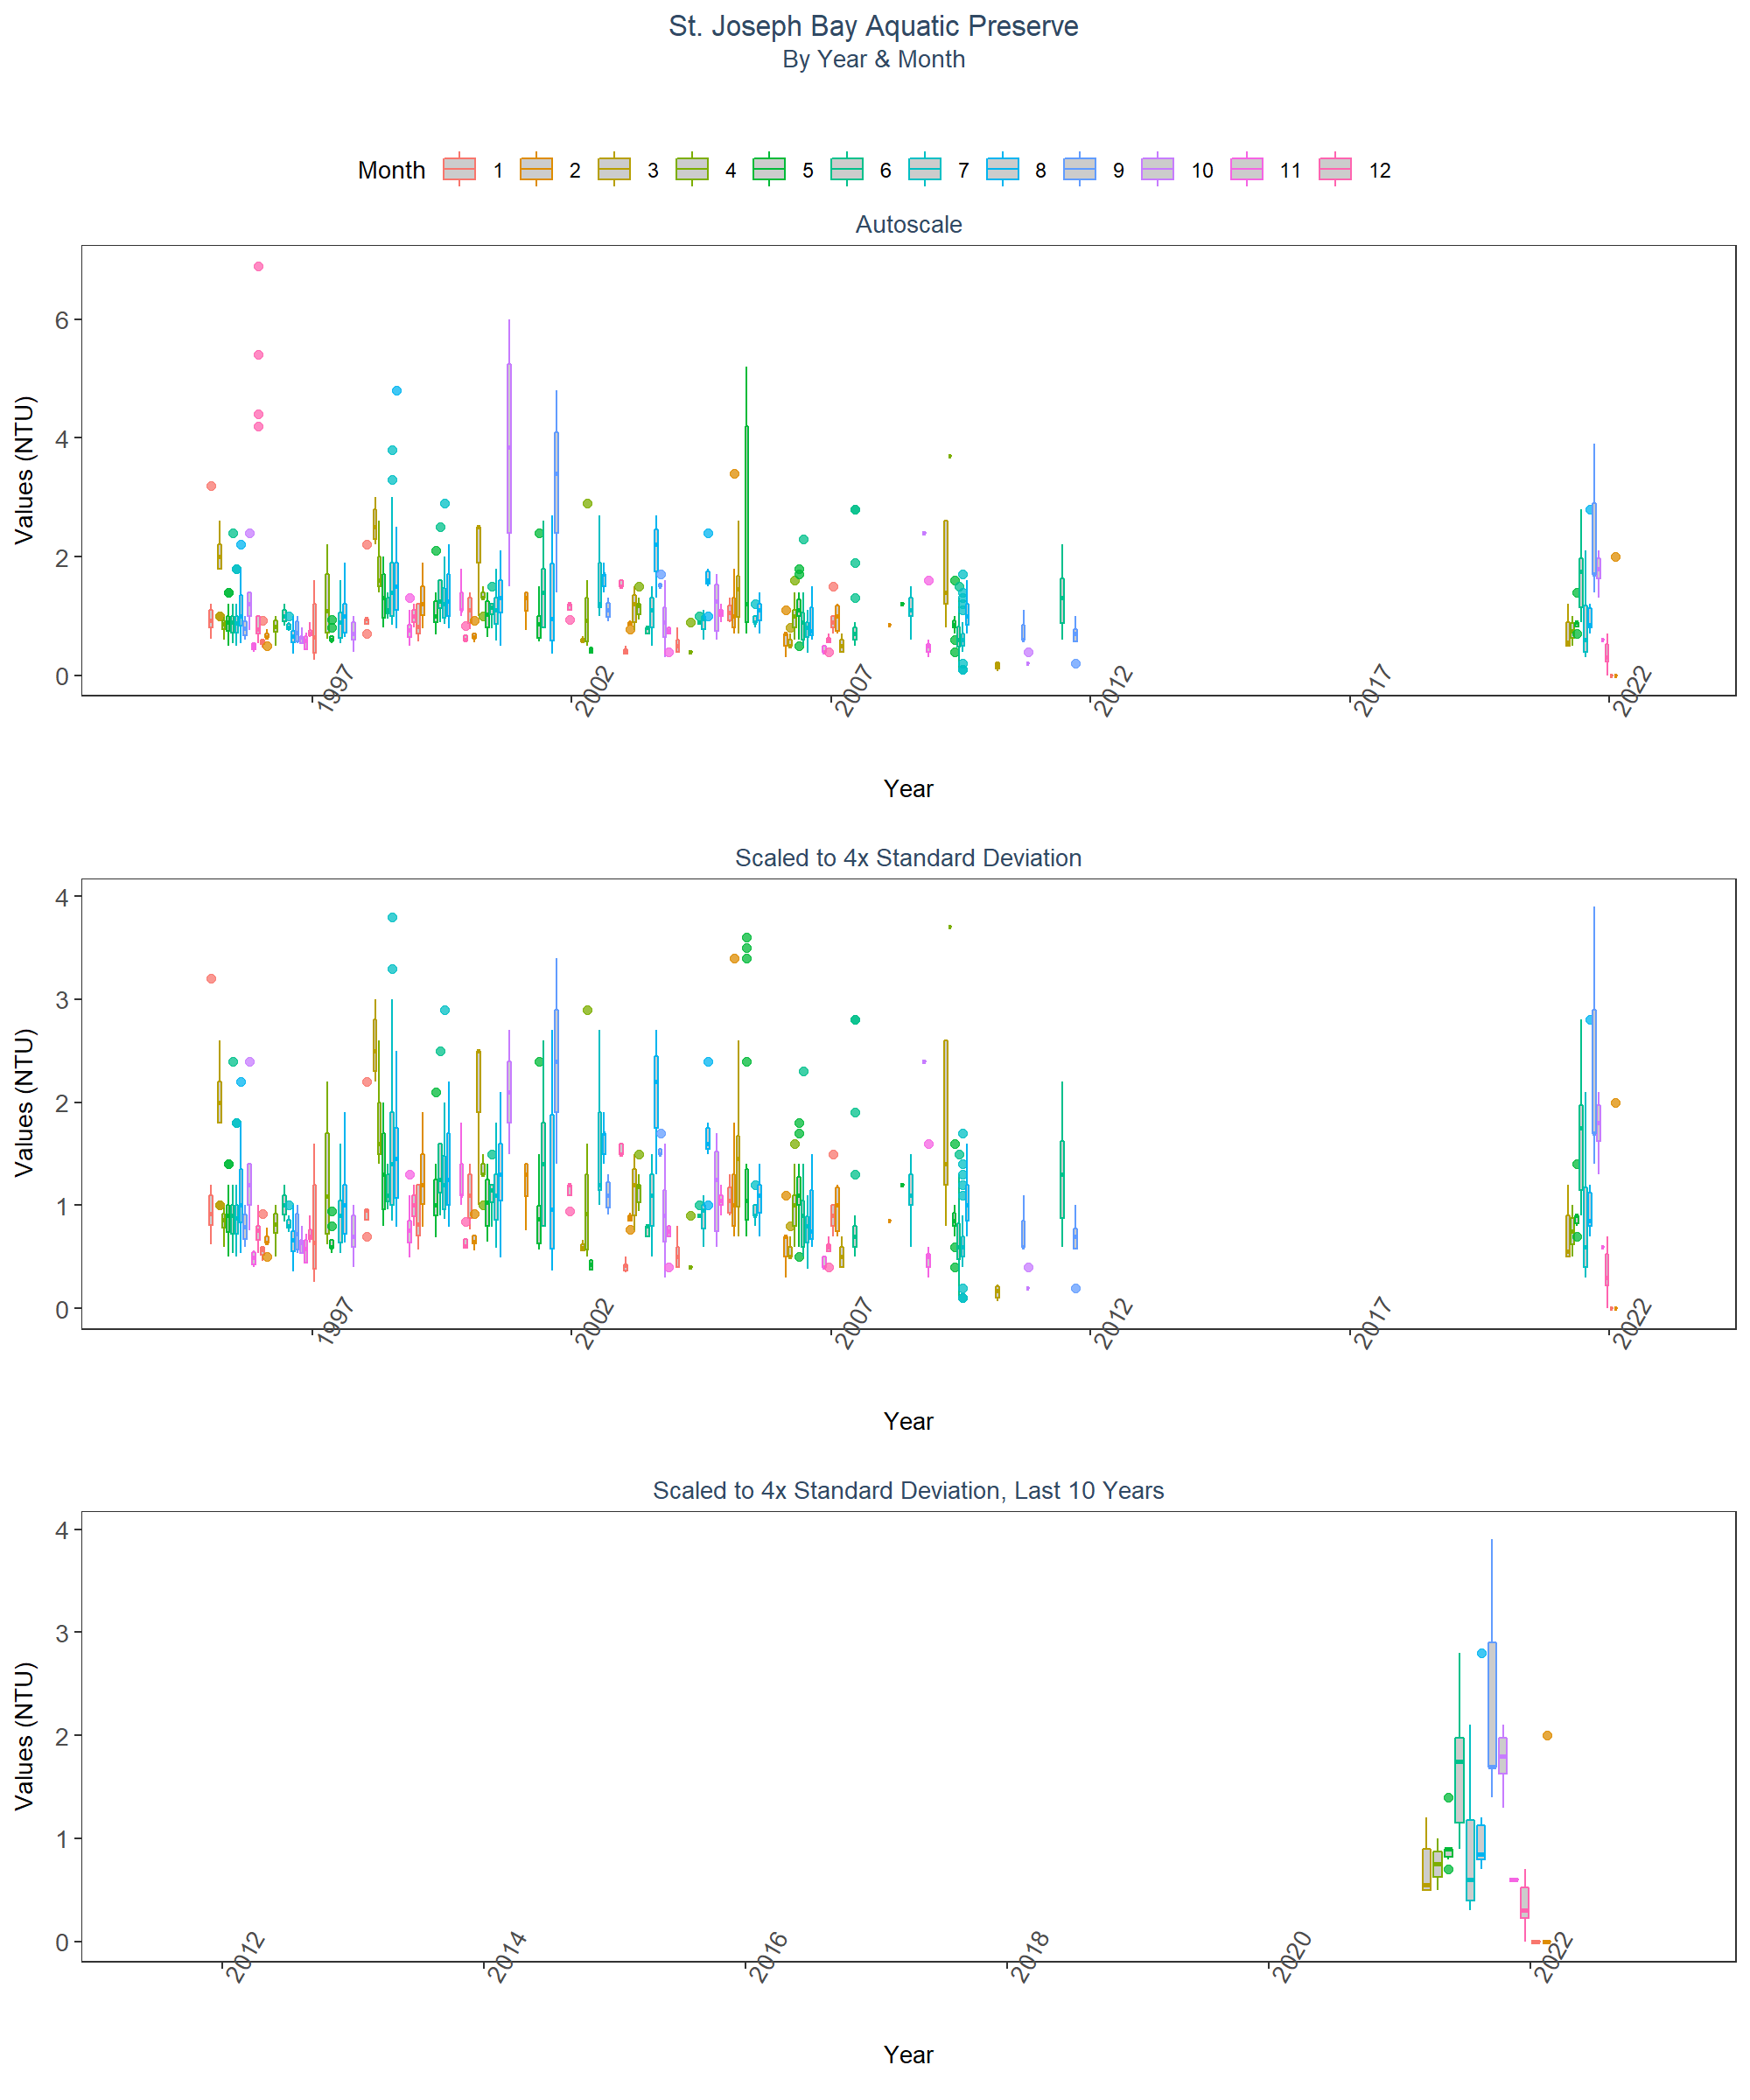 St. Joseph Bay Aquatic Preserve
By Year & Month
Month 1 2 3 4 5 6 7 8 9 10 11 12
Autoscale
Values (NTU)
6
4
2
0
1997 2002 2007 2012 2017 2022
Year
Scaled to 4x Standard Deviation
Values (NTU)
4
3
2
1
0
1997 2002 2007 2012 2017 2022
Year
Scaled to 4x Standard Deviation, Last 10 Years
Values (NTU)
4
3
2
1
0
2012 2014 2016 2018 2020 2022
Year